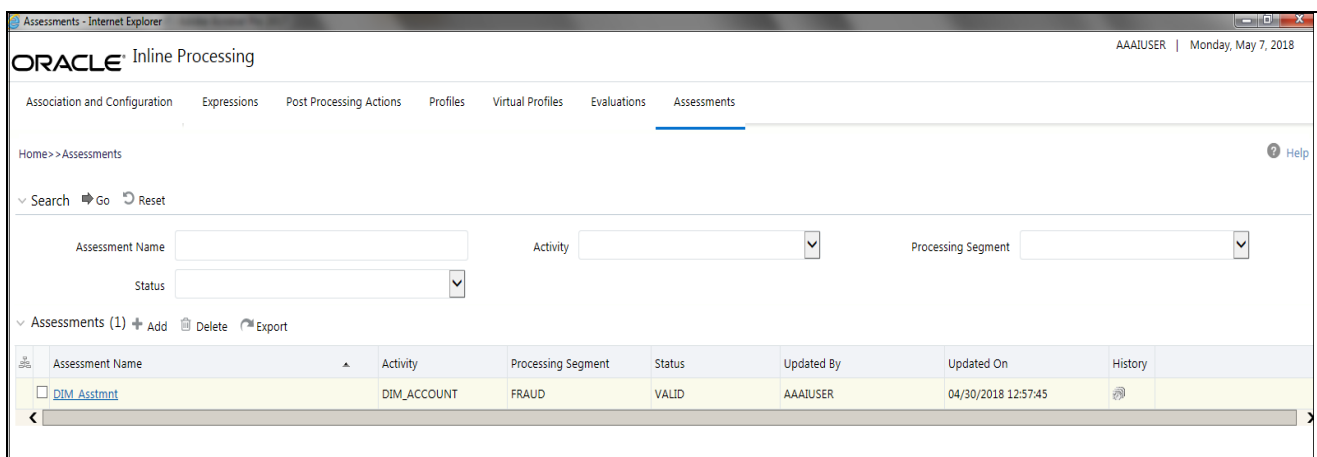 Assessments - Internet Explorer
ORACLE® Inline Processing
AAAIUSER | Monday, May 7, 2018
Association and Configuration Expressions Post Processing Actions Profiles Virtual Profiles Evaluations Assessments
Home>>Assessments
Help
Search Go Reset
Assessment Name Activity Processing Segment
Status
Assessments (1) Add Delete Export
Assessment Name Activity Processing Segment Status Updated By Updated On History
DIM_Asstmnt DIM_ACCOUNT FRAUD VALID AAAIUSER 04/30/2018 12:57:45